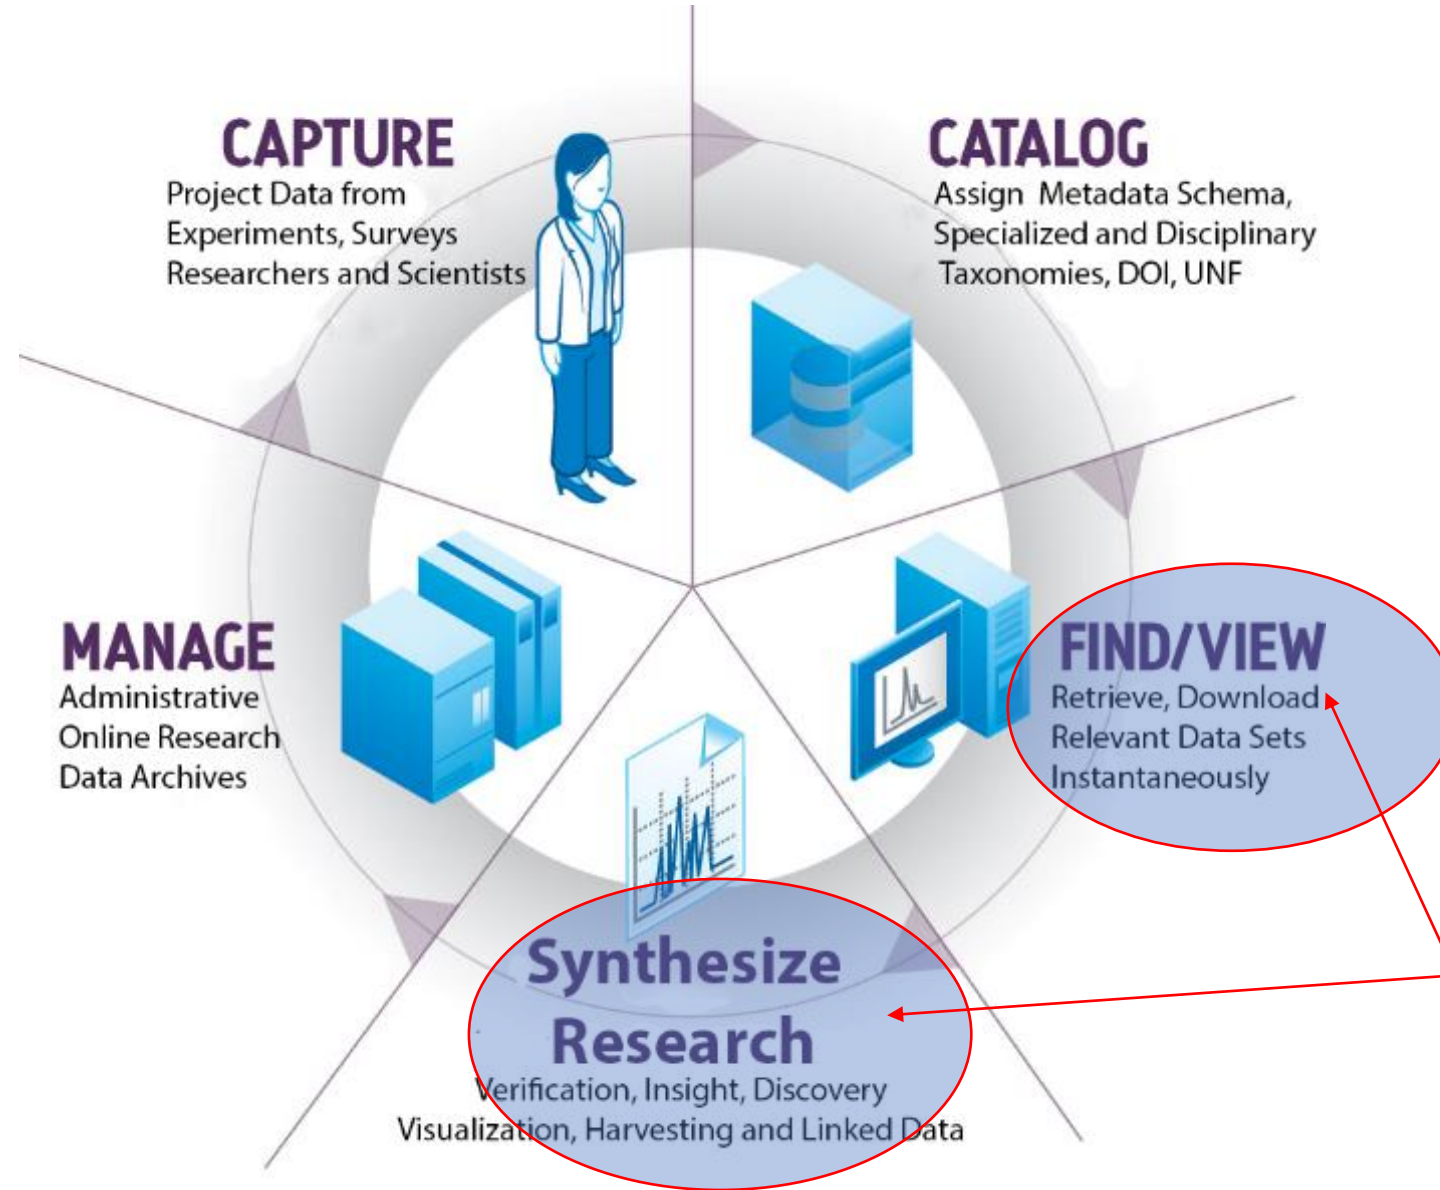 CAPTURE
Project Data from
Experiments, Surveys
Researchers and Scientists
CATALOG
Assign Metadata Schema,
Specialized and Disciplinary
Taxonomies, DOI, UNF
FIND/VIEW
Retrieve, Download
Relevant Data Sets
Instantaneously
Synthesize
Research
Verification, Insight, Discovery
Visualization, Harvesting and Linked Data
MANAGE
Administrative
Online Research
Data Archives